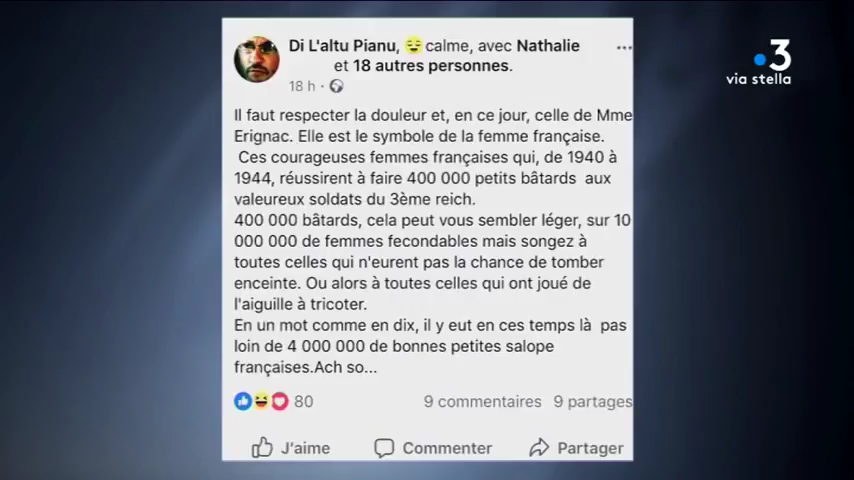 Di L'altu Pianu, 😌 calme, avec Nathalie
et 18 autres personnes.
18 h ·
Il faut respecter la douleur et, en ce jour, celle de Mme
Erignac. Elle est le symbole de la femme française.
Ces courageuses femmes françaises qui, de 1940 à
1944, réussirent à faire 400 000 petits bâtards aux
valeureux soldats du 3ème reich.
400 000 bâtards, cela peut vous sembler léger, sur 10
000 000 de femmes fecondables mais songez à
toutes celles qui n'eurent pas la chance de tomber
enceinte. Ou alors à toutes celles qui ont joué de
l'aiguille à tricoter.
En un mot comme en dix, il y eut en ces temps là pas
loin de 4 000 000 de bonnes petites salope
françaises.Ach so...
80
9 commentaires 9 partages
J'aime
Commenter
Partager
3
via stella